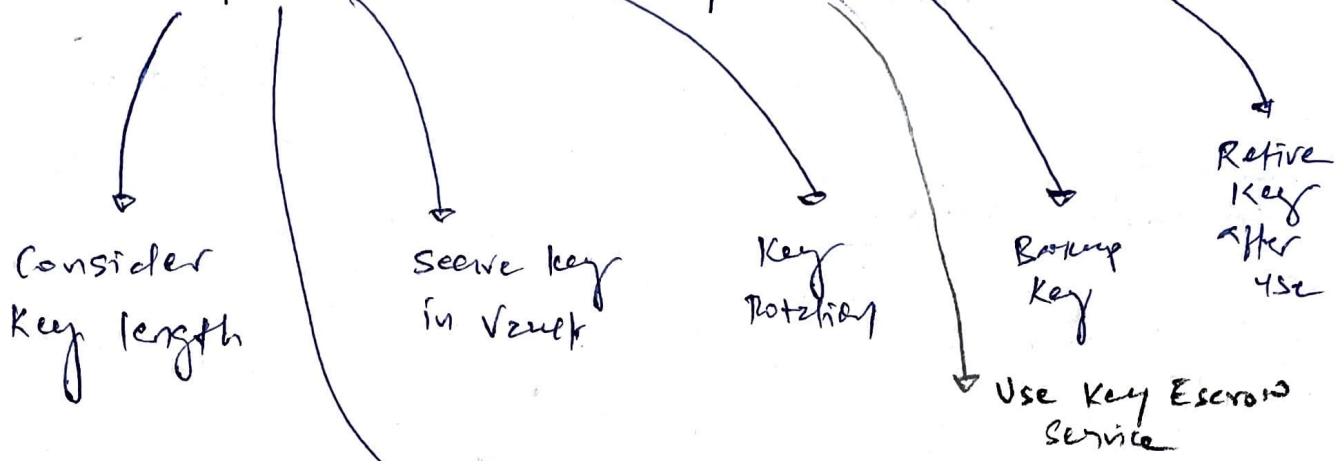 Consider
Key length
Secure key
in Vault
Key
Rotation
Backup
Key
Retire
Key
after
use
Use Key Escrow
Service